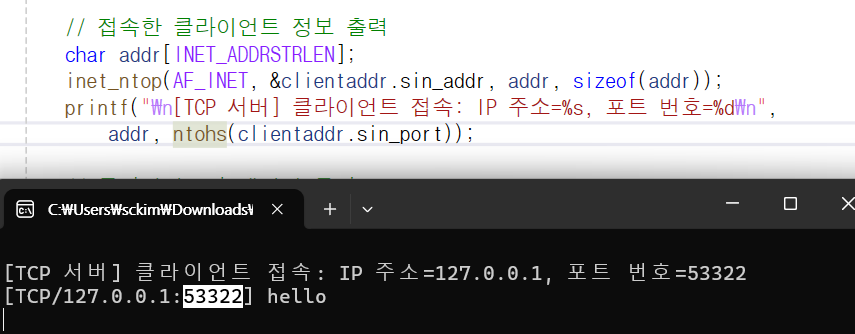 // 접속한 클라이언트 정보 출력
char addr[INET_ADDRSTRLEN];
inet_ntop(AF_INET, &clientaddr.sin_addr, addr, sizeof(addr));
printf("₩n[TCP 서버] 클라이언트 접속: IP 주소=%s, 포트 번호=%d₩n",
addr, ntohs(clientaddr.sin_port));
C:₩Users₩sckim₩Downloads₩
[TCP 서버] 클라이언트 접속: IP 주소=127.0.0.1, 포트 번호=53322
[TCP/127.0.0.1:53322] hello